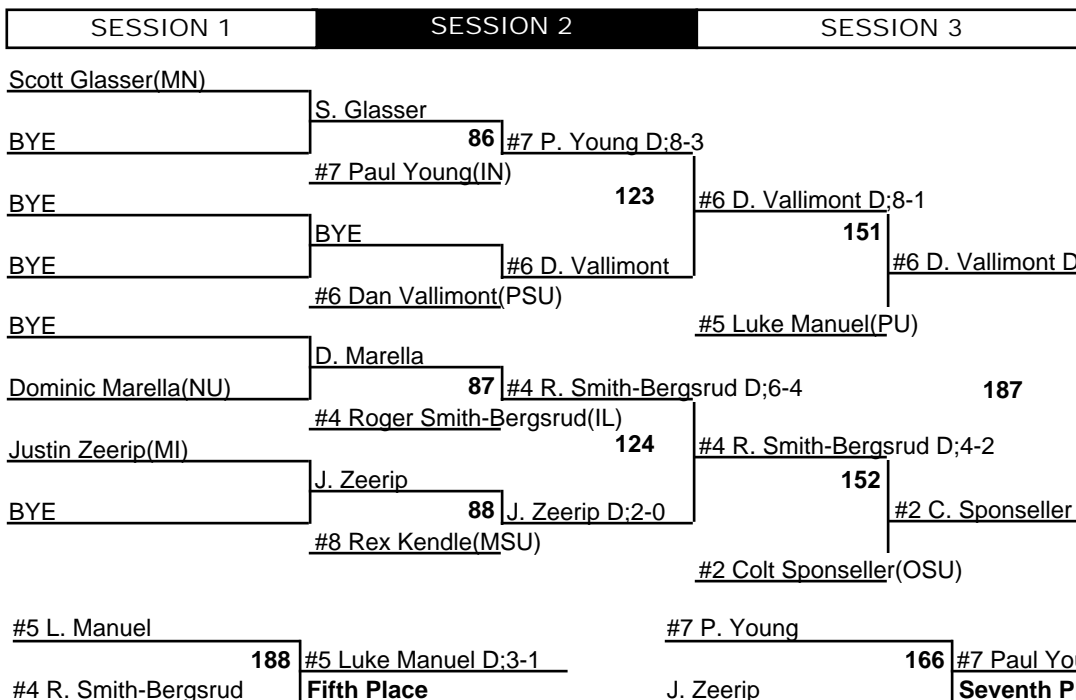 SESSION 1 SESSION 2 SESSION 3
Scott Glasser(MN)
S. Glasser
BYE 86 #7 P. Young D;8-3
#7 Paul Young(IN)
BYE 123 #6 D. Vallimont D;8-1
BYE 151
BYE #6 D. Vallimont #6 D. Vallimont D
#6 Dan Vallimont(PSU)
BYE #5 Luke Manuel(PU)
D. Marella
Dominic Marella(NU) 87 #4 R. Smith-Bergsrud D;6-4 187
#4 Roger Smith-Bergsrud(IL)
Justin Zeerip(MI) 124 #4 R. Smith-Bergsrud D;4-2
J. Zeerip 152
BYE 88 J. Zeerip D;2-0 #2 C. Sponseller
#8 Rex Kendle(MSU)
#2 Colt Sponseller(OSU)
#5 L. Manuel #7 P. Young
188 #5 Luke Manuel D;3-1 166 #7 Paul You
#4 R. Smith-Bergsrud Fifth Place J. Zeerip Seventh P